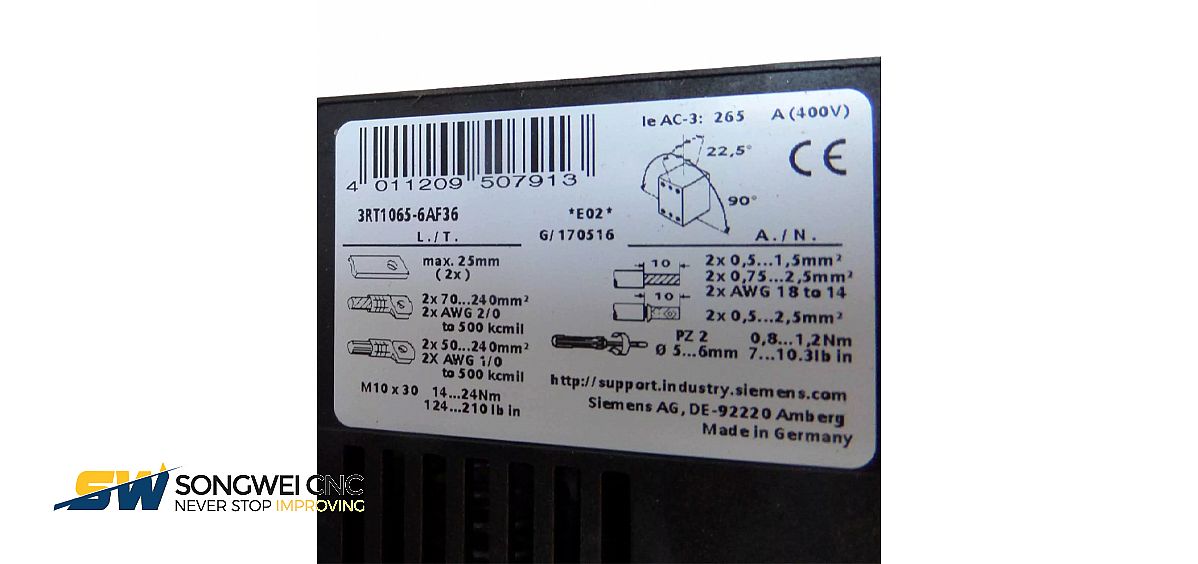 Ie AC-3: 265 A (400V)
22,5°
CE
90°
4 011209 507913
3RT1065-6AF36 *E02*
L./T. G/170516 A./N.
max. 25mm
(2x)
10
2x 0,5...1,5mm²
2x 0,75...2,5mm²
2x AWG 18 to 14
10
2x 0,5...2,5mm²
2x 70...240mm²
2x AWG 2/0
to 500 kcmil
PZ 2 0,8...1,2Nm
Ø 5...6mm 7...10.3lb in
2x 50...240mm²
2X AWG 1/0
to 500 kcmil
M10 x 30 14...24Nm
124...210 lb in
http://support.industry.siemens.com
Siemens AG, DE-92220 Amberg
Made in Germany
SW SONGWEI CNC
NEVER STOP IMPROVING